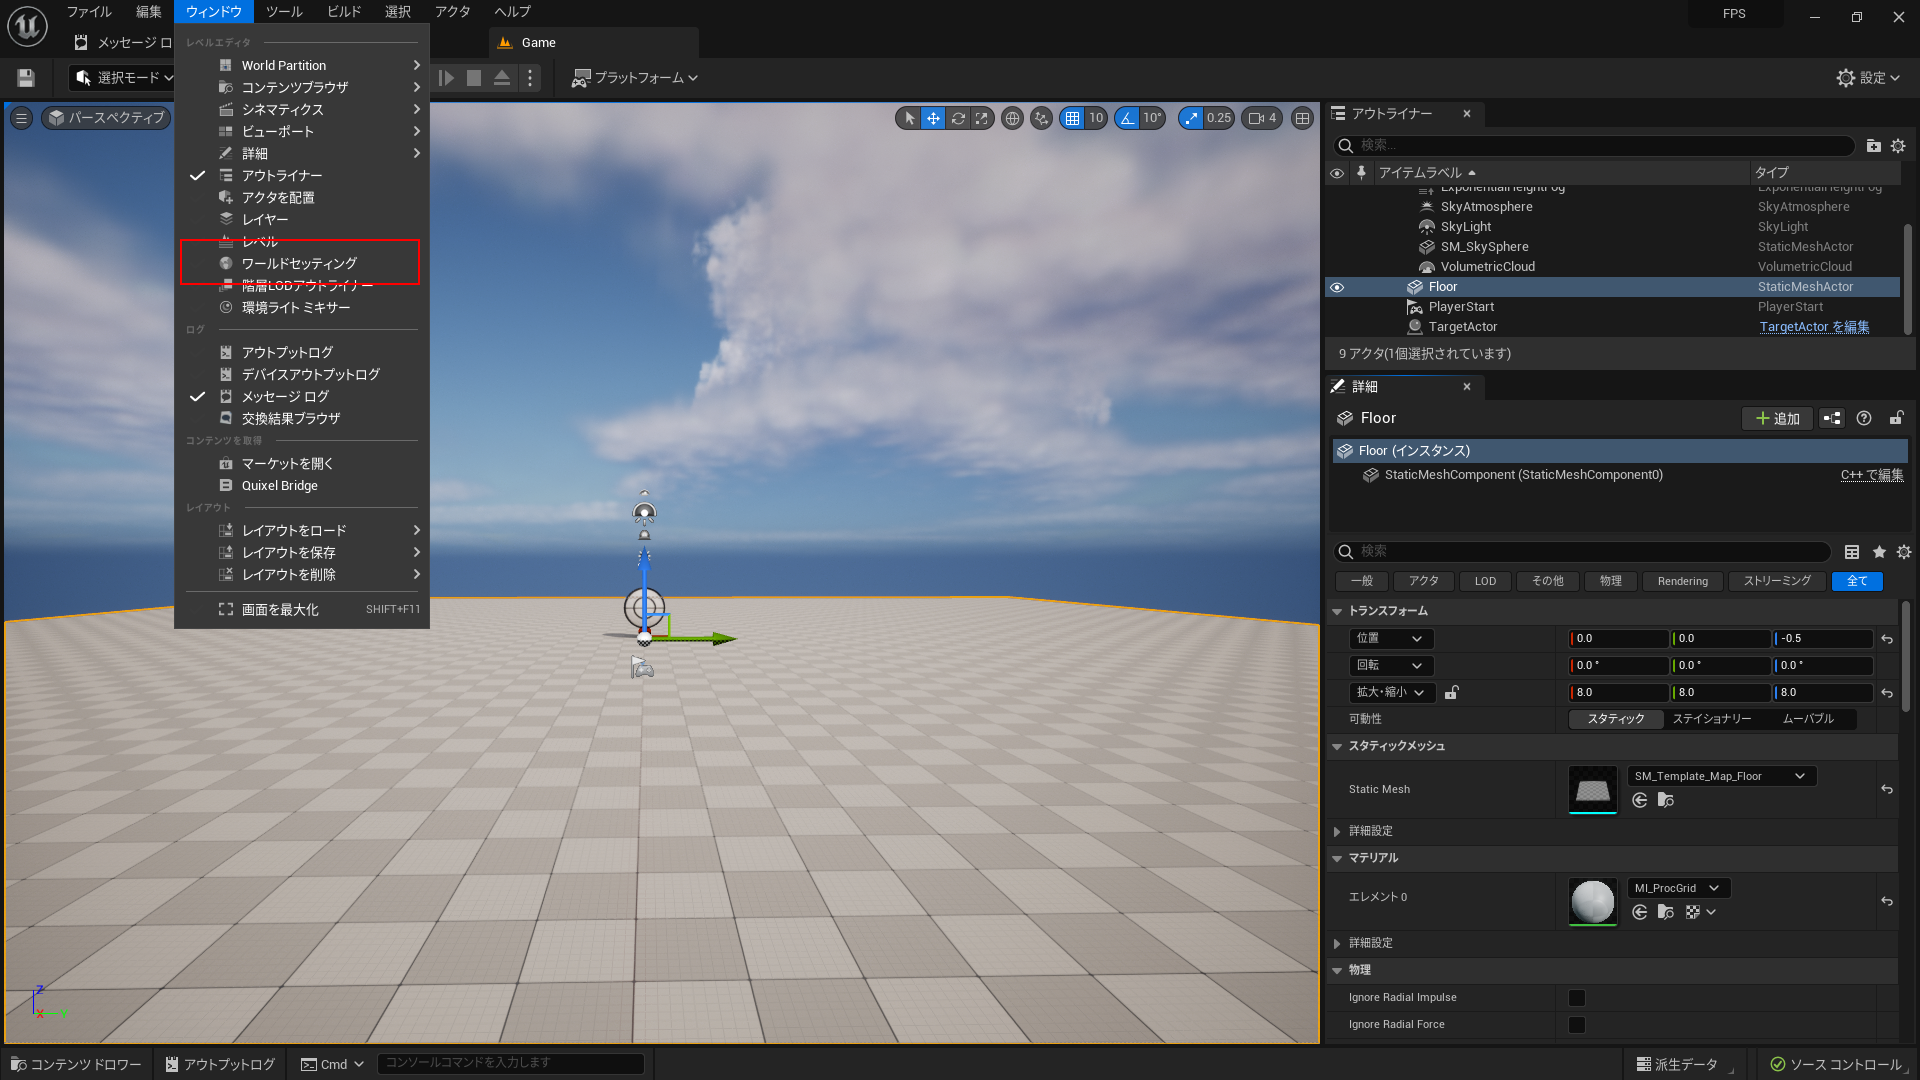 ファイル 編集 ウィンドウ ツール ビルド 選択 アクタ ヘルプ
FPS
メッセージ ロ
Game
選択モード
プラットフォーム
設定
パースペクティブ
10
10°
0.25
4
レベルエディタ
World Partition
コンテンツブラウザ
シネマティクス
ビューポート
詳細
アウトライナー
アクタを配置
レイヤー
レベル
ワールドセッティング
階層LODアウトライナー
環境ライト ミキサー
ログ
アウトプットログ
デバイスアウトプットログ
メッセージ ログ
交換結果ブラウザ
コンテンツを取得
マーケットを開く
Quixel Bridge
レイアウト
レイアウトをロード
レイアウトを保存
レイアウトを削除
画面を最大化 SHIFT+F11
Z
X Y
アウトライナー
検索...
アイテムラベル タイプ
ExponentialHeightFog ExponentialHeightFog
SkyAtmosphere SkyAtmosphere
SkyLight SkyLight
SM_SkySphere StaticMeshActor
VolumetricCloud VolumetricCloud
Floor StaticMeshActor
PlayerStart PlayerStart
TargetActor TargetActor を編集
9 アクタ(1個選択されています)
詳細
Floor
追加
Floor (インスタンス)
StaticMeshComponent (StaticMeshComponent0) C++ で編集
検索
一般 アクタ LOD その他 物理 Rendering ストリーミング 全て
トランスフォーム
位置 0.0 0.0 -0.5
回転 0.0 ° 0.0 ° 0.0 °
拡大・縮小 8.0 8.0 8.0
可動性 スタティック ステイショナリー ムーバブル
スタティックメッシュ
Static Mesh SM_Template_Map_Floor
詳細設定
マテリアル
エレメント 0 MI_ProcGrid
詳細設定
物理
Ignore Radial Impulse
Ignore Radial Force
コンテンツ ドロワー アウトプットログ Cmd コンソールコマンドを入力します
派生データ ソース コントロール